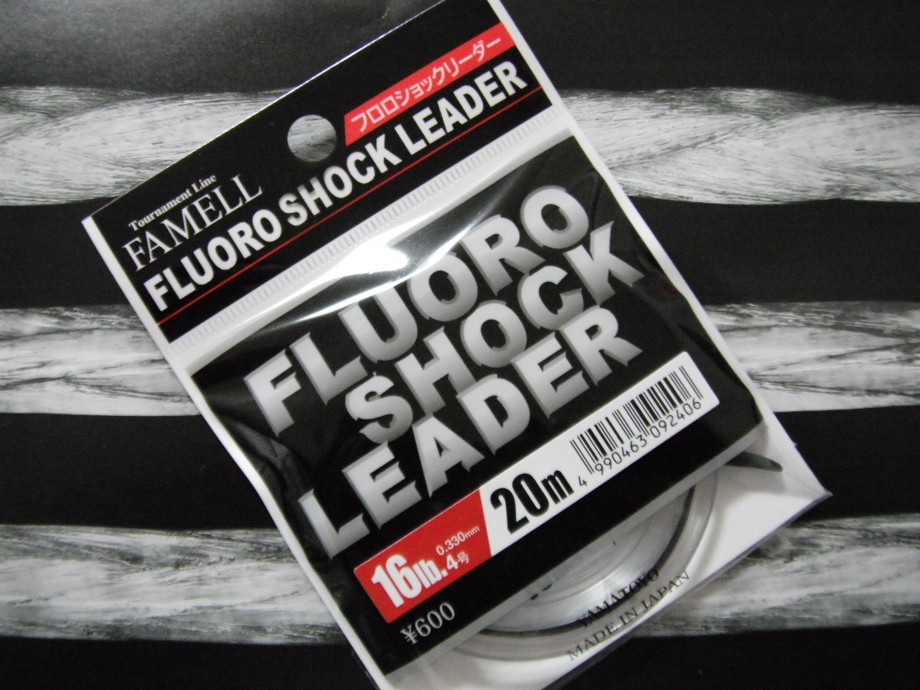 フロロショックリーダー
Tournament Line
FAMELL
FLUORO SHOCK LEADER
FLUORO
SHOCK
LEADER
16lb. 0.330mm 4号
20m
4 990463 092406
¥600
YAMATOYO
MADE IN JAPAN